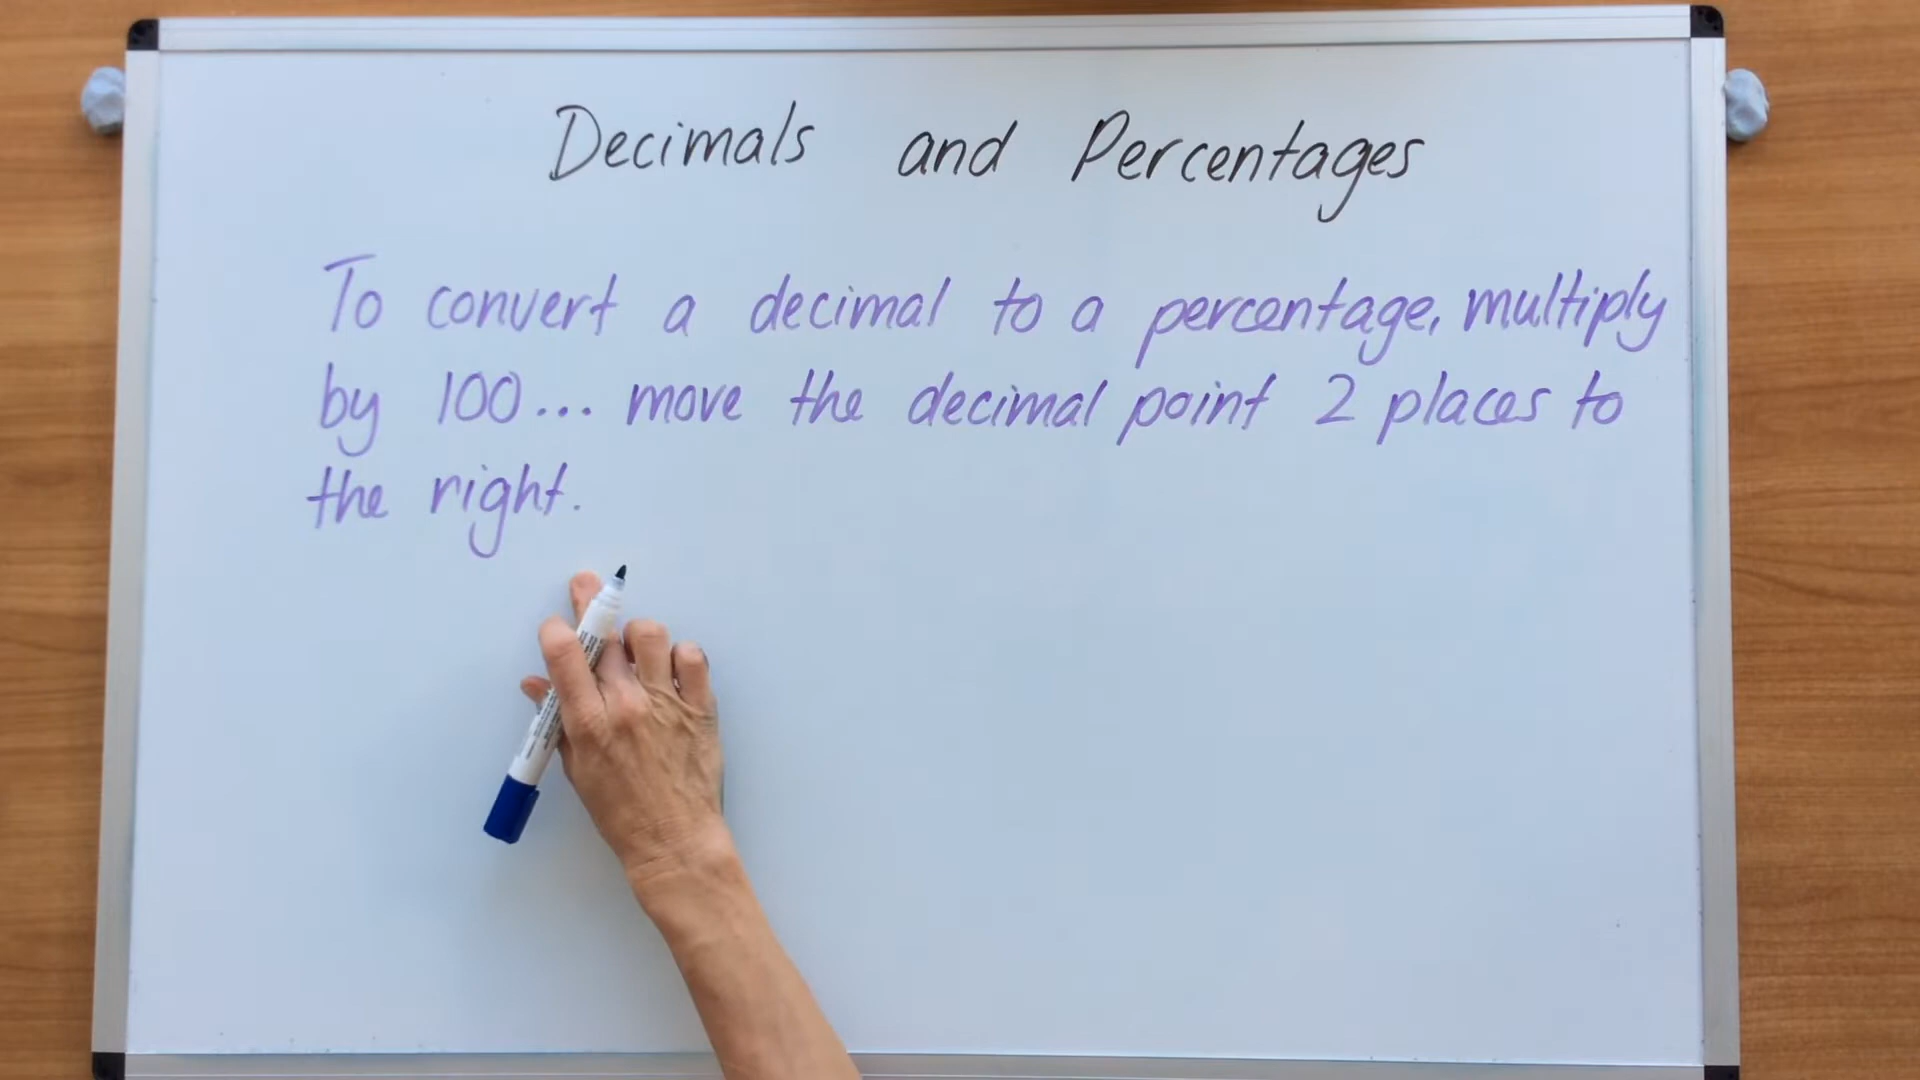 Decimals and Percentages
To convert a decimal to a percentage, multiply
by 100... move the decimal point 2 places to
the right.